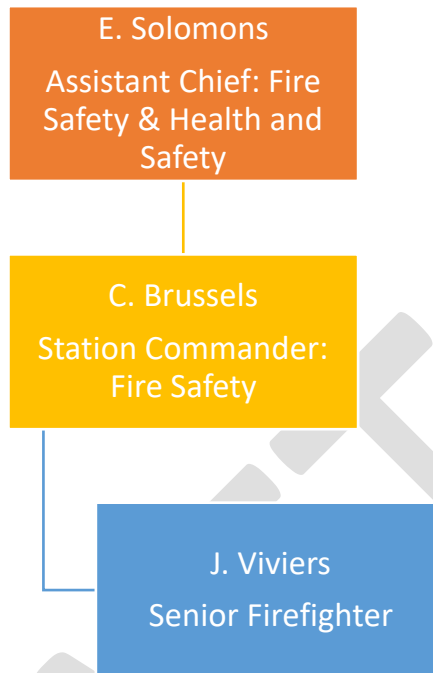 E. Solomons
Assistant Chief: Fire
Safety & Health and
Safety
C. Brussels
Station Commander:
Fire Safety
J. Viviers
Senior Firefighter